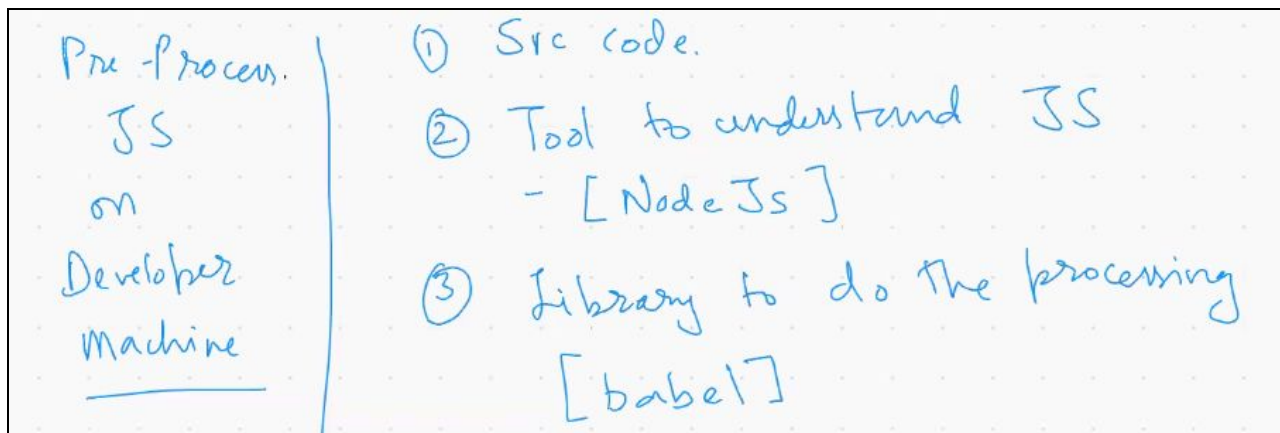 Pre-Process.
JS
on
Developer
Machine
① Src code.
② Tool to understand JS
- [NodeJs]
③ Library to do the processing
[babel]